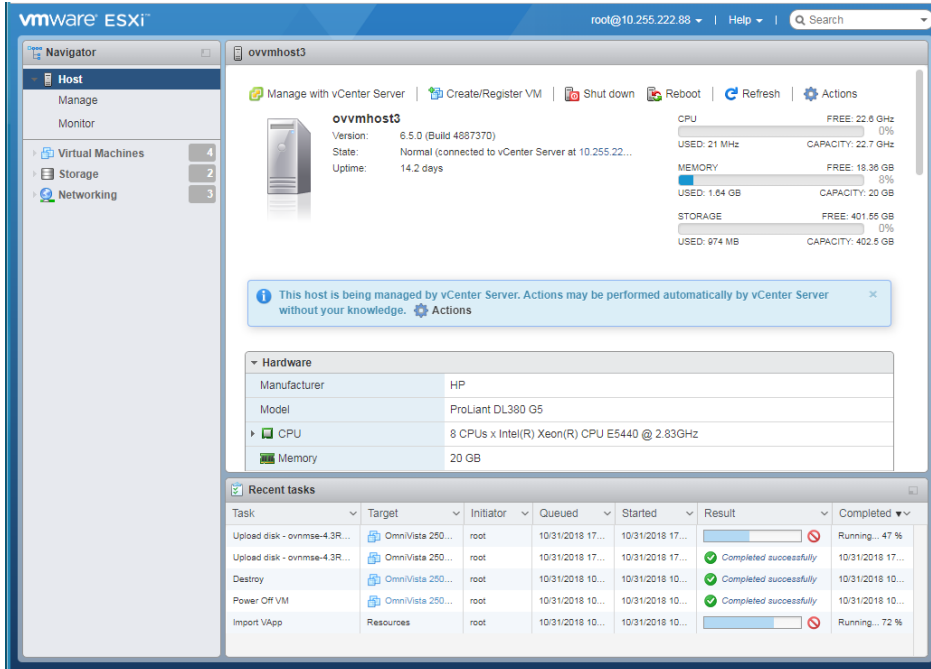 vmware ESXi™
root@10.255.222.88 | Help | Search
Navigator
Host
Manage
Monitor
Virtual Machines 4
Storage 2
Networking 3
ovvmhost3
Manage with vCenter Server | Create/Register VM | Shut down Reboot | Refresh | Actions
ovvmhost3
Version: 6.5.0 (Build 4887370)
State: Normal (connected to vCenter Server at 10.255.22...
Uptime: 14.2 days
CPU FREE: 22.6 GHz
0%
USED: 21 MHz CAPACITY: 22.7 GHz
MEMORY FREE: 18.36 GB
8%
USED: 1.64 GB CAPACITY: 20 GB
STORAGE FREE: 401.55 GB
0%
USED: 974 MB CAPACITY: 402.5 GB
This host is being managed by vCenter Server. Actions may be performed automatically by vCenter Server
without your knowledge. Actions
Hardware
Manufacturer HP
Model ProLiant DL380 G5
CPU 8 CPUs x Intel(R) Xeon(R) CPU E5440 @ 2.83GHz
Memory 20 GB
Recent tasks
Task Target Initiator Queued Started Result Completed
Upload disk - ovnmse-4.3R... OmniVista 250... root 10/31/2018 17... 10/31/2018 17... Running... 47 %
Upload disk - ovnmse-4.3R... OmniVista 250... root 10/31/2018 17... 10/31/2018 17... Completed successfully 10/31/2018 17...
Destroy OmniVista 250... root 10/31/2018 10... 10/31/2018 10... Completed successfully 10/31/2018 10...
Power Off VM OmniVista 250... root 10/31/2018 10... 10/31/2018 10... Completed successfully 10/31/2018 10...
Import VApp Resources root 10/31/2018 10... 10/31/2018 10... Running... 72 %